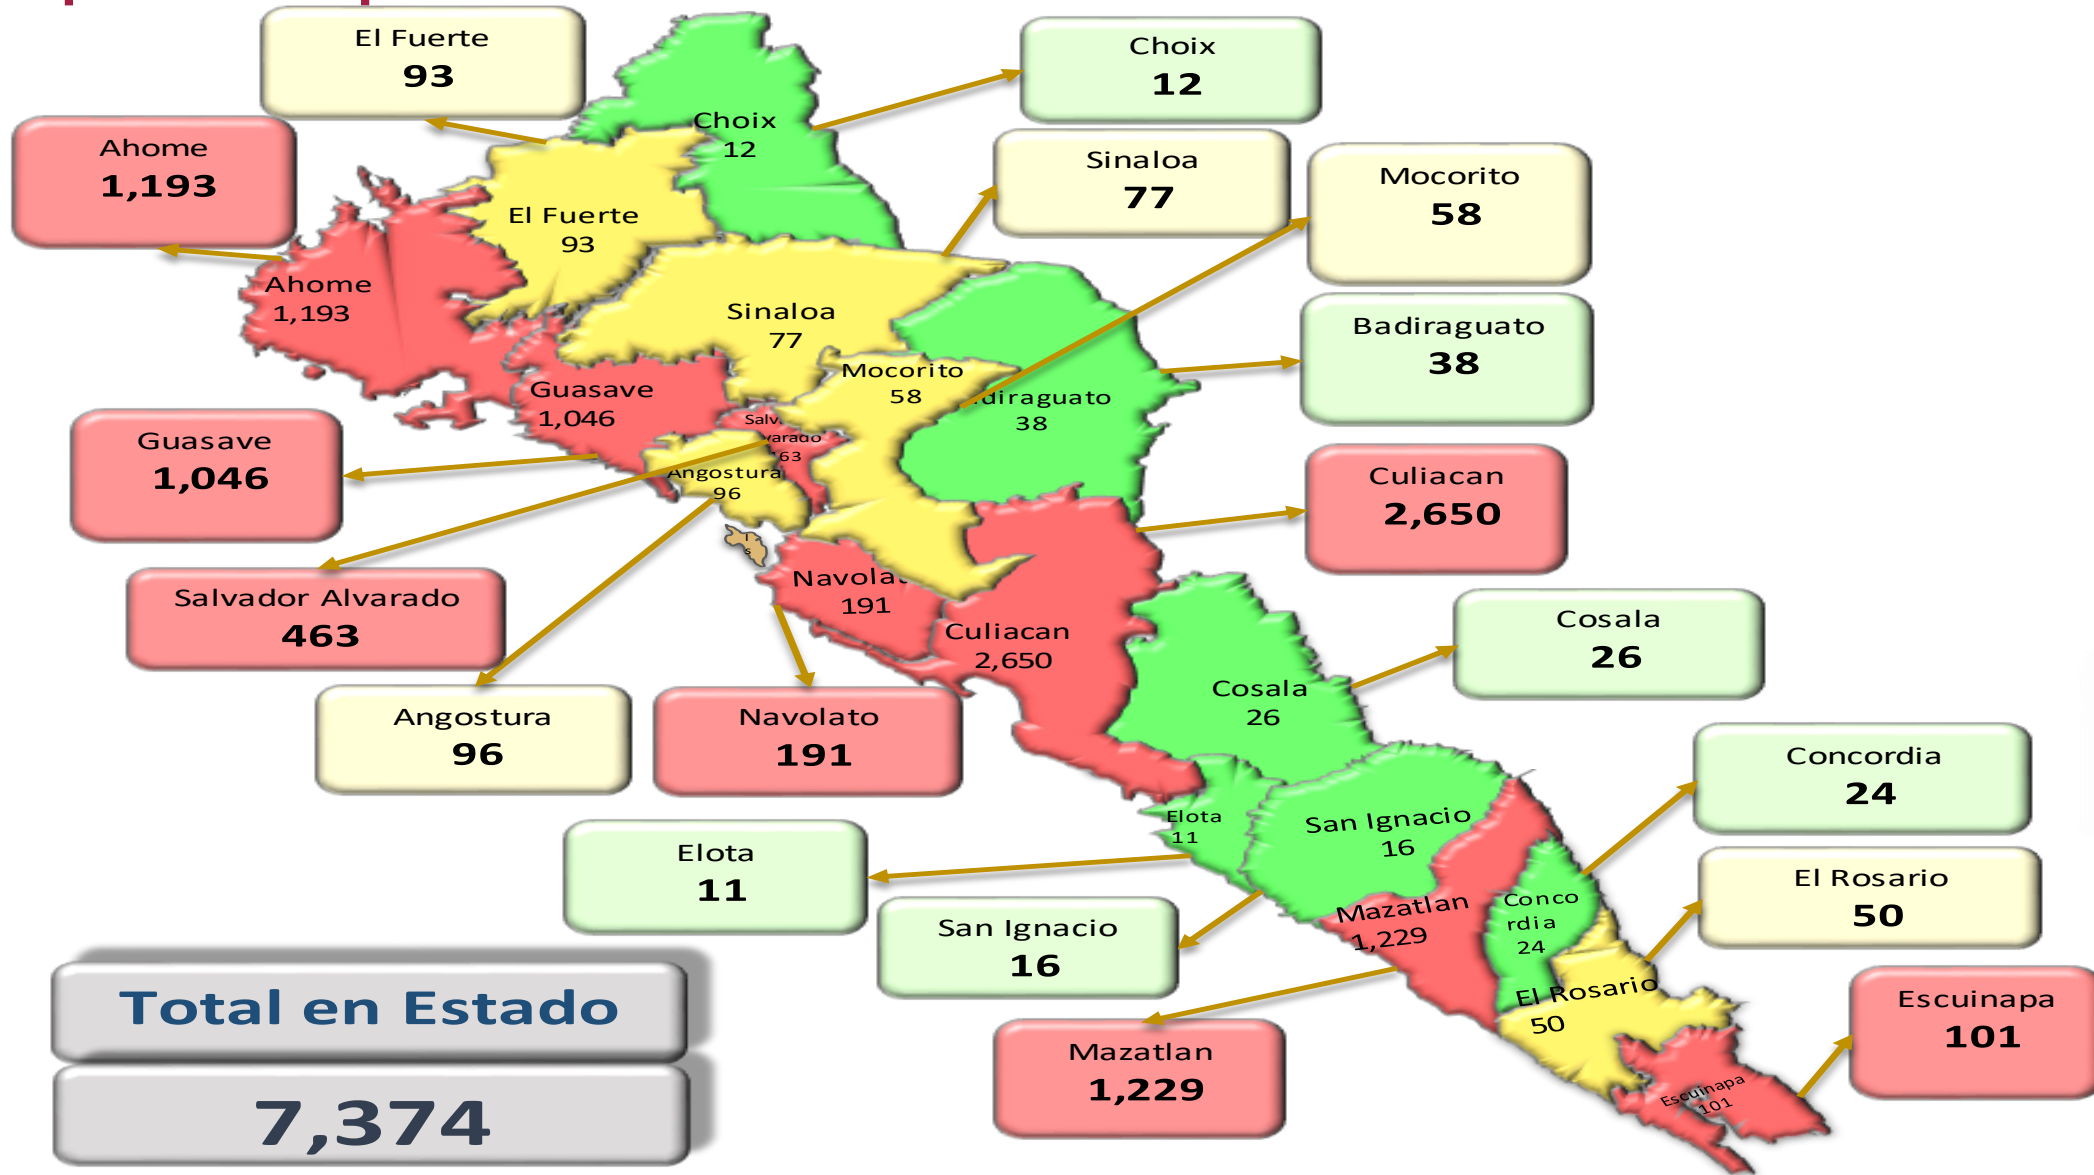 El Fuerte
93
Choix
12
Ahome
1,193
Sinaloa
77
Mocorito
58
Badiraguato
38
Guasave
1,046
Culiacan
2,650
Salvador Alvarado
463
Cosala
26
Angostura
96
Navolato
191
Concordia
24
Elota
11
El Rosario
50
San Ignacio
16
Escuinapa
101
Mazatlan
1,229
Total en Estado
7,374
Choix
12
El Fuerte
93
Ahome
1,193
Sinaloa
77
Mocorito
58
Guasave
1,046
diraguato
38
Salv
varado
63
Angostura
96
Navolat
191
Culiacan
2,650
Cosala
26
Elota
11
San Ignacio
16
Mazatlan
1,229
Conco
rdia
24
El Rosario
50
Escuinapa
101